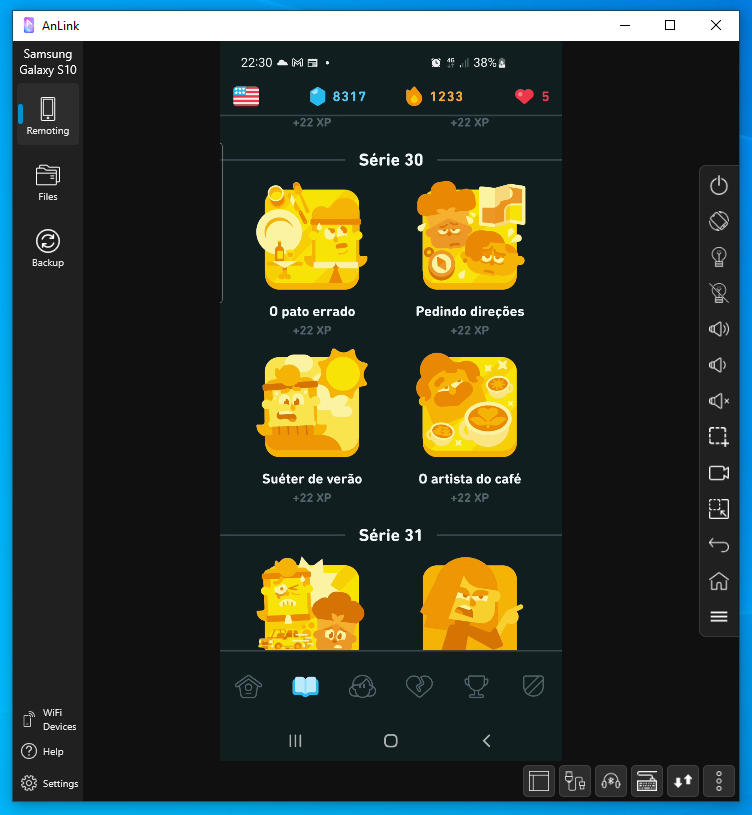 AnLink
Samsung
Galaxy S10
Remoting
Files
Backup
WiFi
Devices
Help
Settings
22:30
4G
38%
8317
1233
5
+22 XP
+22 XP
Série 30
O pato errado
Pedindo direções
+22 XP
+22 XP
Suéter de verão
O artista do café
+22 XP
+22 XP
Série 31